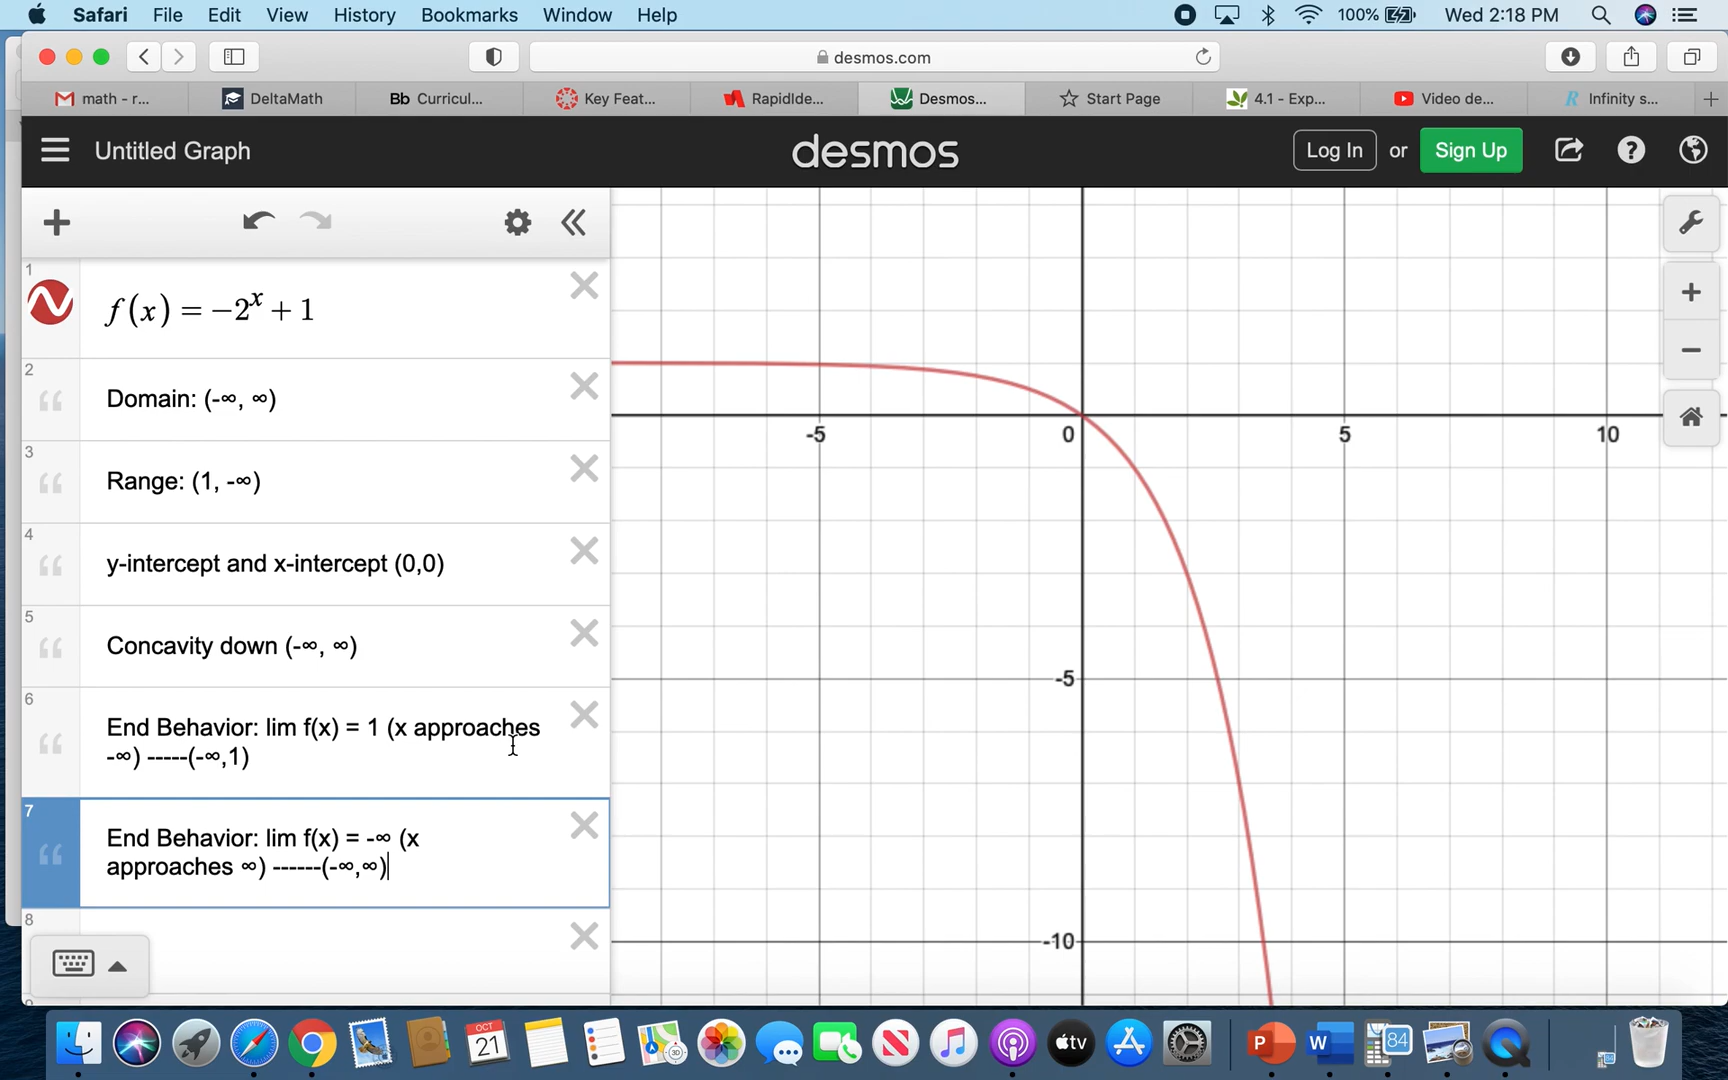 Safari File Edit View History Bookmarks Window Help 100% Wed 2:18 PM
desmos.com
math - r... DeltaMath Bb Curricul... Key Feat... RapidIde... Desmos... Start Page 4.1 - Exp... Video de... R Infinity s...
Untitled Graph desmos Log In or Sign Up
1
f(x) = −2ˣ + 1
2
Domain: (-∞, ∞)
3
Range: (1, -∞)
4
y-intercept and x-intercept (0,0)
5
Concavity down (-∞, ∞)
6
End Behavior: lim f(x) = 1 (x approaches
-∞) -----(-∞,1)
7
End Behavior: lim f(x) = -∞ (x
approaches ∞) ------(-∞,∞)
8
-5 0 5 10
-5
-10
OCT
21
3D
tv
P
W
84